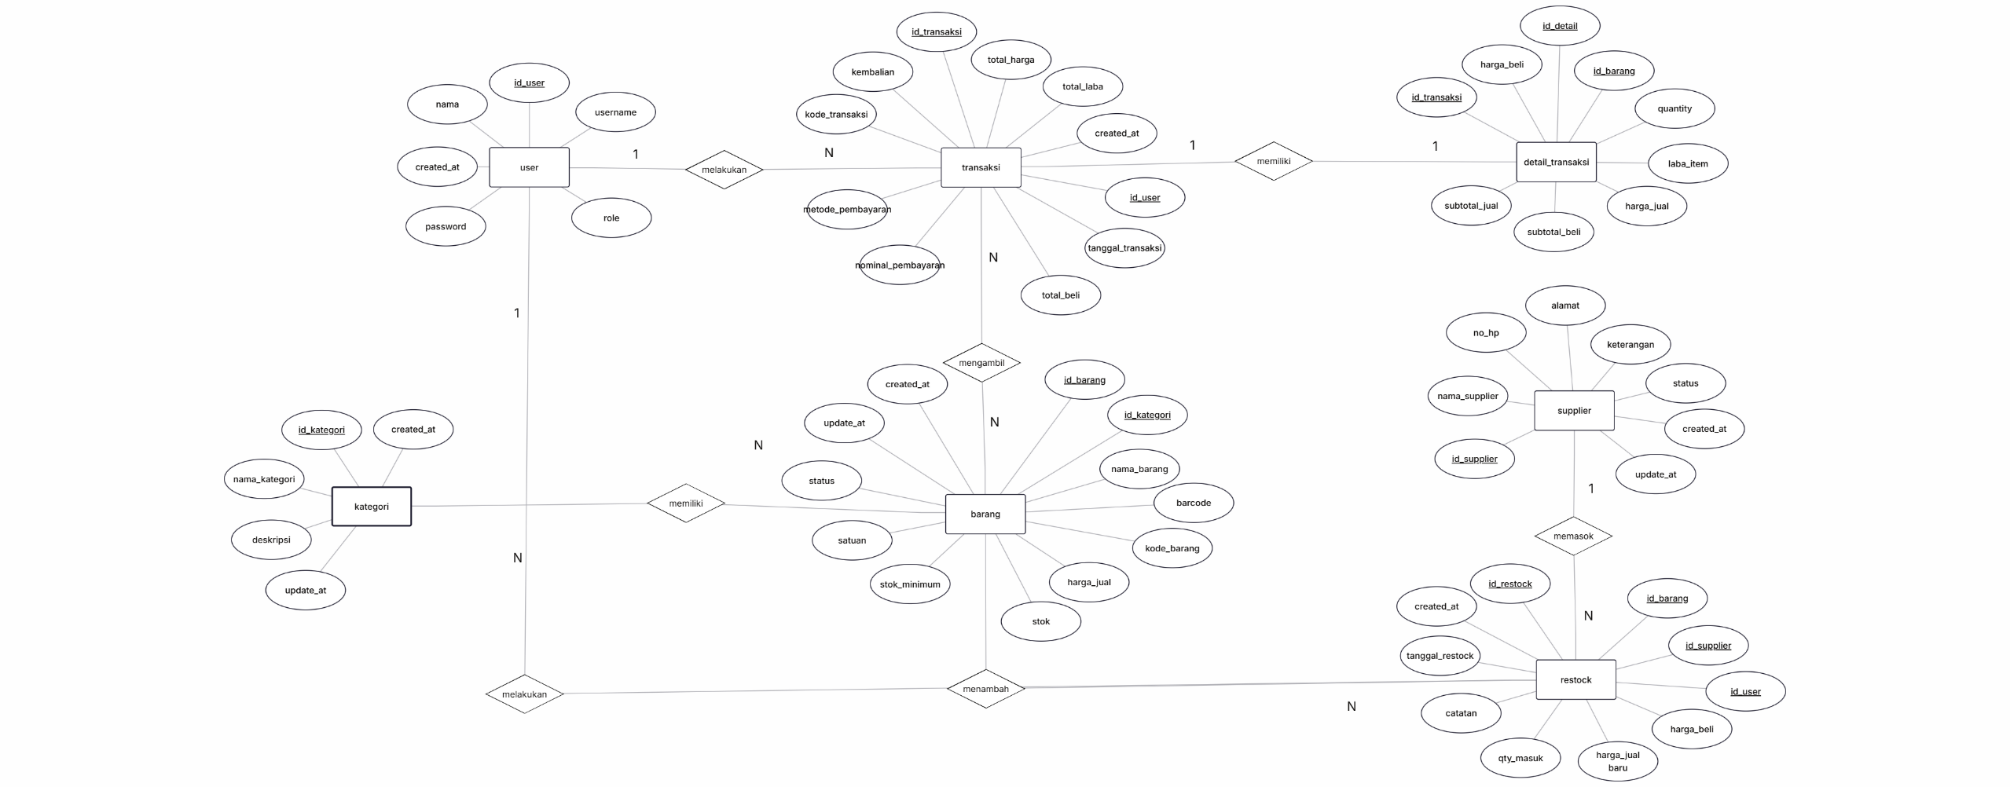 id_user
nama
username
created_at
user
password
role
1
melakukan
N
id_transaksi
kembalian
total_harga
total_laba
kode_transaksi
created_at
transaksi
id_user
metode_pembayaran
tanggal_transaksi
nominal_pembayaran
total_beli
1
memiliki
1
id_detail
harga_beli
id_barang
id_transaksi
quantity
detail_transaksi
laba_item
subtotal_jual
harga_jual
subtotal_beli
N
mengambil
N
1
N
alamat
no_hp
keterangan
nama_supplier
status
supplier
created_at
id_supplier
update_at
1
memasok
N
id_kategori
created_at
nama_kategori
kategori
deskripsi
update_at
memiliki
N
created_at
id_barang
update_at
id_kategori
status
nama_barang
barcode
barang
satuan
kode_barang
stok_minimum
harga_jual
stok
melakukan
menambah
N
id_restock
id_barang
created_at
id_supplier
tanggal_restock
restock
id_user
catatan
harga_beli
qty_masuk
harga_jual
baru